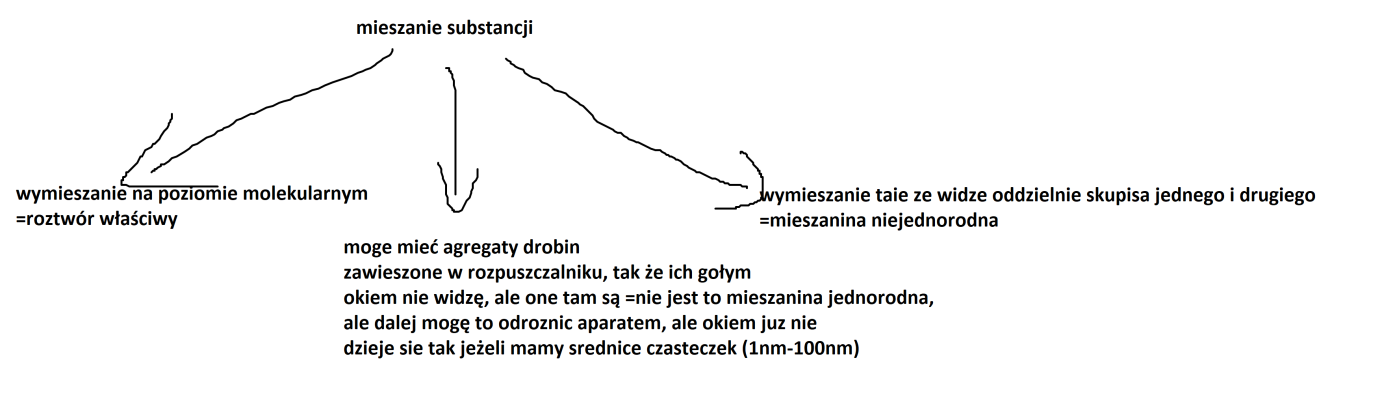 mieszanie substancji
wymieszanie na poziomie molekularnym
=roztwór właściwy
wymieszanie taie ze widze oddzielnie skupisa jednego i drugiego
=mieszanina niejednorodna
moge mieć agregaty drobin
zawieszone w rozpuszczalniku, tak że ich gołym
okiem nie widzę, ale one tam są =nie jest to mieszanina jednorodna,
ale dalej mogę to odroznic aparatem, ale okiem juz nie
dzieje sie tak jeżeli mamy srednice czasteczek (1nm-100nm)